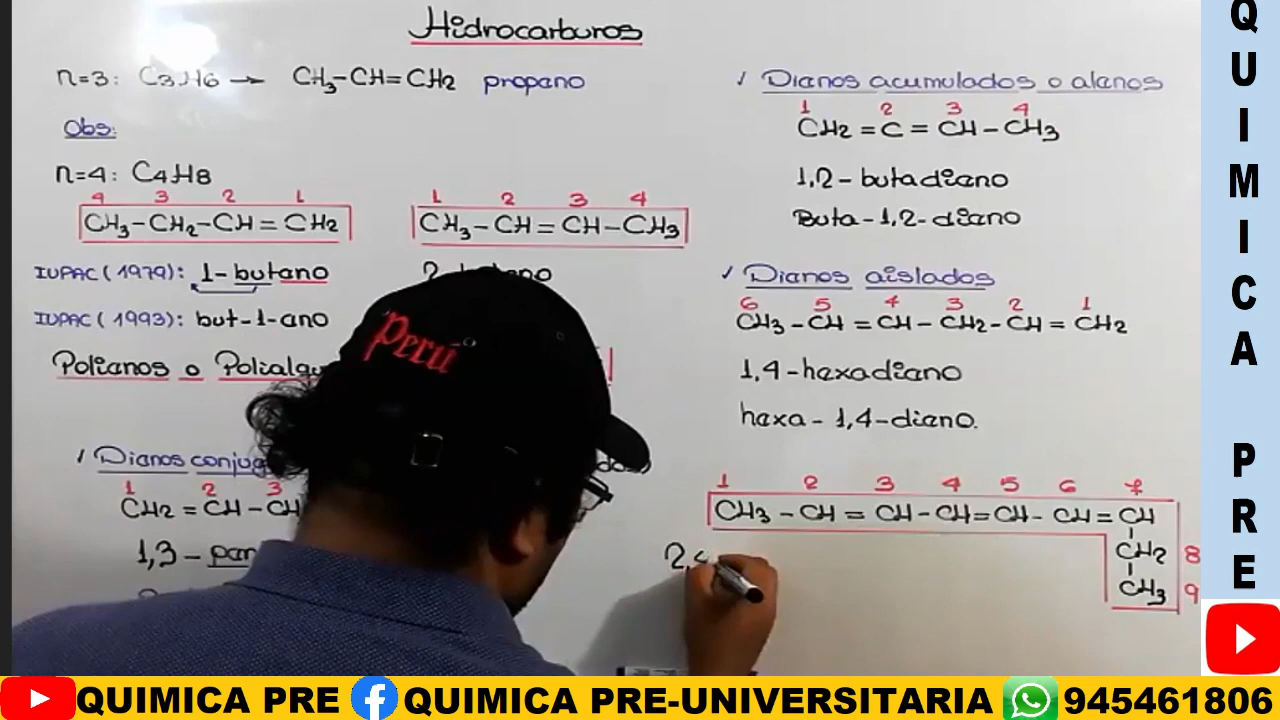 Hidrocarburos
n=3: C3H6 → CH3-CH=CH2 propeno
Obs:
n=4: C4H8
4 3 2 1
CH3-CH2-CH=CH2
1 2 3 4
CH3-CH=CH-CH3
IUPAC (1979): 1-buteno
2 eno
IUPAC (1993): but-1-eno
Polienos o Polialqu
✓ Dienos conjug dos)
1 2 3
CH2=CH-CH
1,3-pen
✓ Dienos acumulados o alenos
1 2 3 4
CH2=C=CH-CH3
1,2-butadieno
Buta-1,2-dieno
✓ Dienos aislados
6 5 4 3 2 1
CH3-CH=CH-CH2-CH=CH2
1,4-hexadieno
hexa-1,4-dieno.
1 2 3 4 5 6 7
CH3-CH=CH-CH=CH-CH=CH
CH2 8
CH3 9
2,
Perú
QUIMICA PRE
QUIMICA PRE QUIMICA PRE-UNIVERSITARIA 945461806